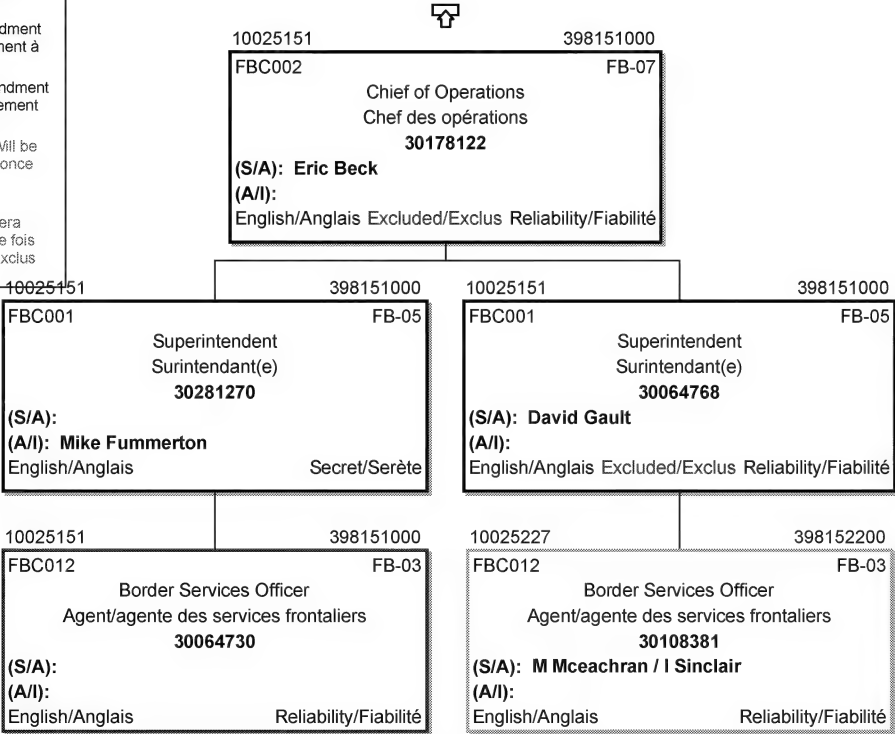 dment
ment à
ndment
ement
Will be
once
era
e fois
xclus
10025151 398151000
FBC002 FB-07
Chief of Operations
Chef des opérations
30178122
(S/A): Eric Beck
(A/I):
English/Anglais Excluded/Exclus Reliability/Fiabilité
10025151 398151000
FBC001 FB-05
Superintendent
Surintendant(e)
30281270
(S/A):
(A/I): Mike Fummerton
English/Anglais Secret/Serète
10025151 398151000
FBC001 FB-05
Superintendent
Surintendant(e)
30064768
(S/A): David Gault
(A/I):
English/Anglais Excluded/Exclus Reliability/Fiabilité
10025151 398151000
FBC012 FB-03
Border Services Officer
Agent/agente des services frontaliers
30064730
(S/A):
(A/I):
English/Anglais Reliability/Fiabilité
10025227 398152200
FBC012 FB-03
Border Services Officer
Agent/agente des services frontaliers
30108381
(S/A): M Mceachran / I Sinclair
(A/I):
English/Anglais Reliability/Fiabilité